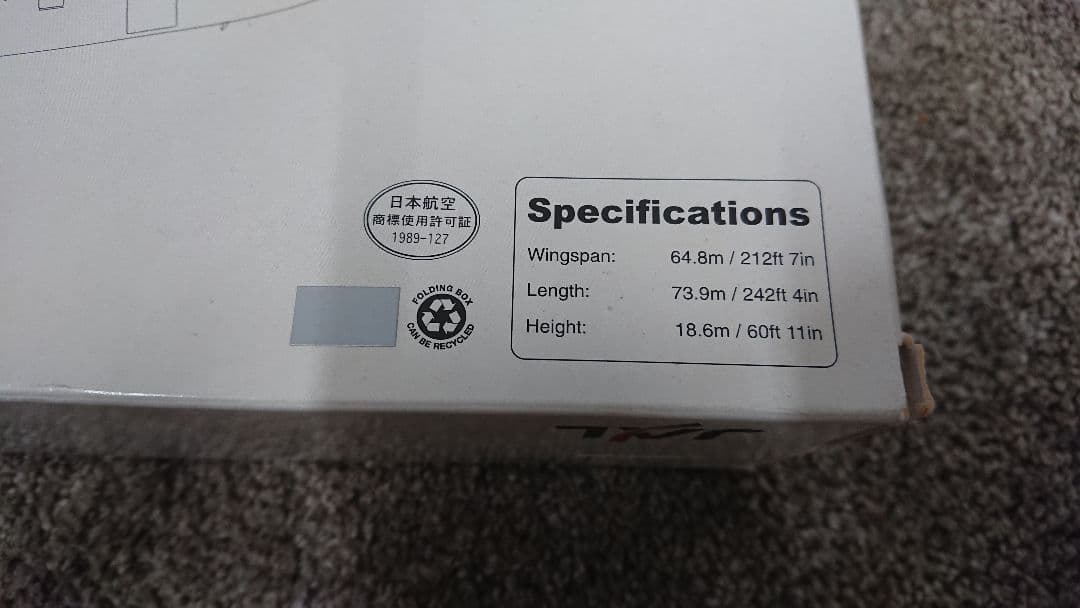 日本航空
商標使用許可証
1989-127
FOLDING BOX
CAN BE RECYCLED
Specifications
Wingspan: 64.8m / 212ft 7in
Length: 73.9m / 242ft 4in
Height: 18.6m / 60ft 11in
JAL